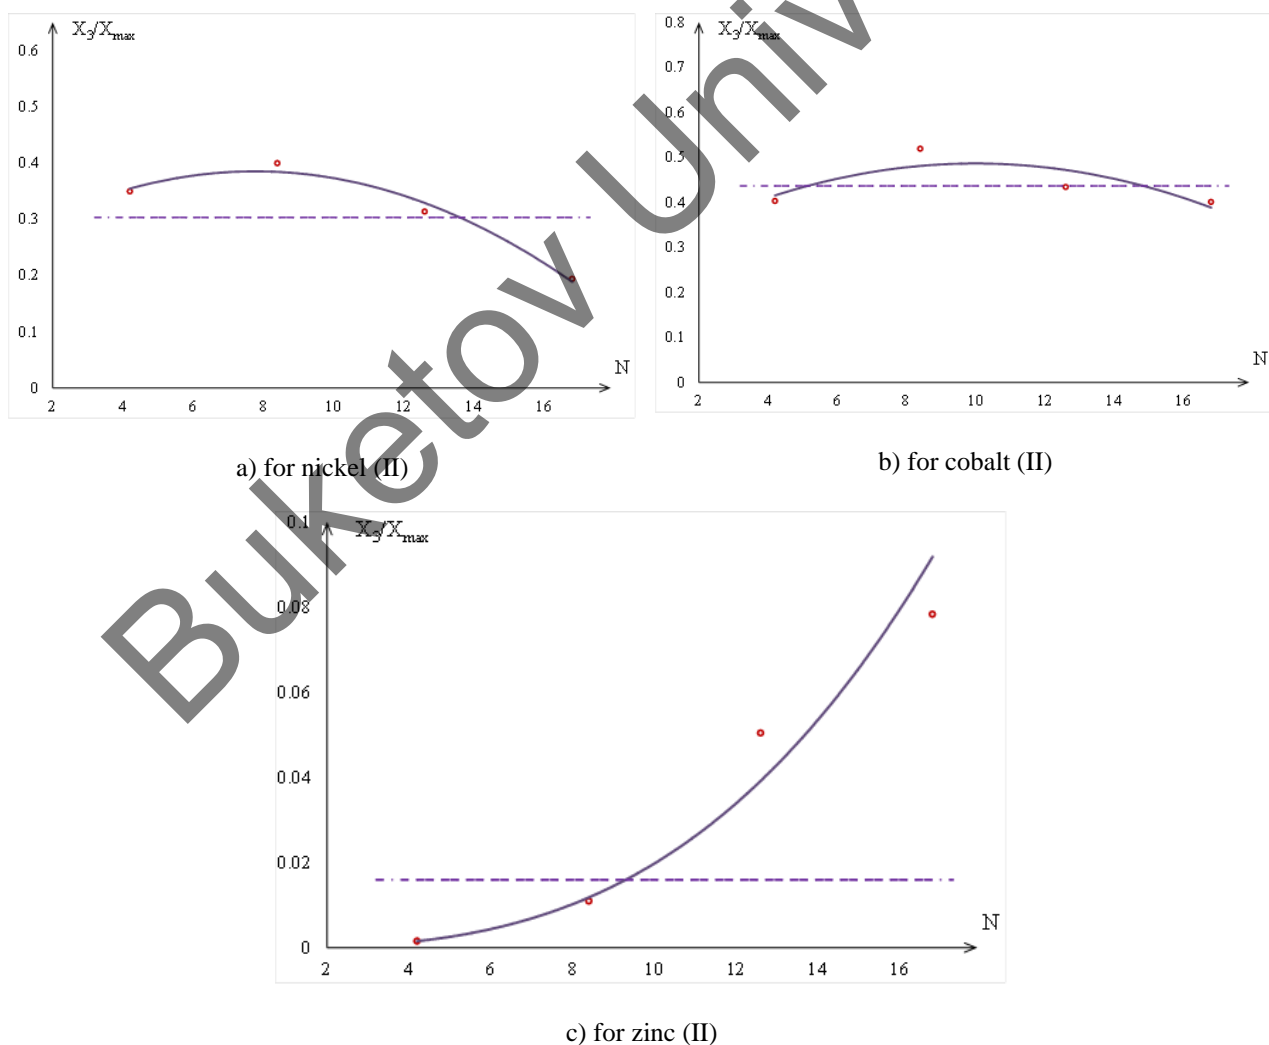 X3/Xmax
0.6
0.5
0.4
0.3
0.2
0.1
0
2 4 6 8 10 12 14 16
N
a) for nickel (II)
X3/Xmax
0.8
0.7
0.6
0.5
0.4
0.3
0.2
0.1
0
2 4 6 8 10 12 14 16
N
b) for cobalt (II)
X3/Xmax
0.1
0.08
0.06
0.04
0.02
0
2 4 6 8 10 12 14 16
N
c) for zinc (II)
Buketov Univ